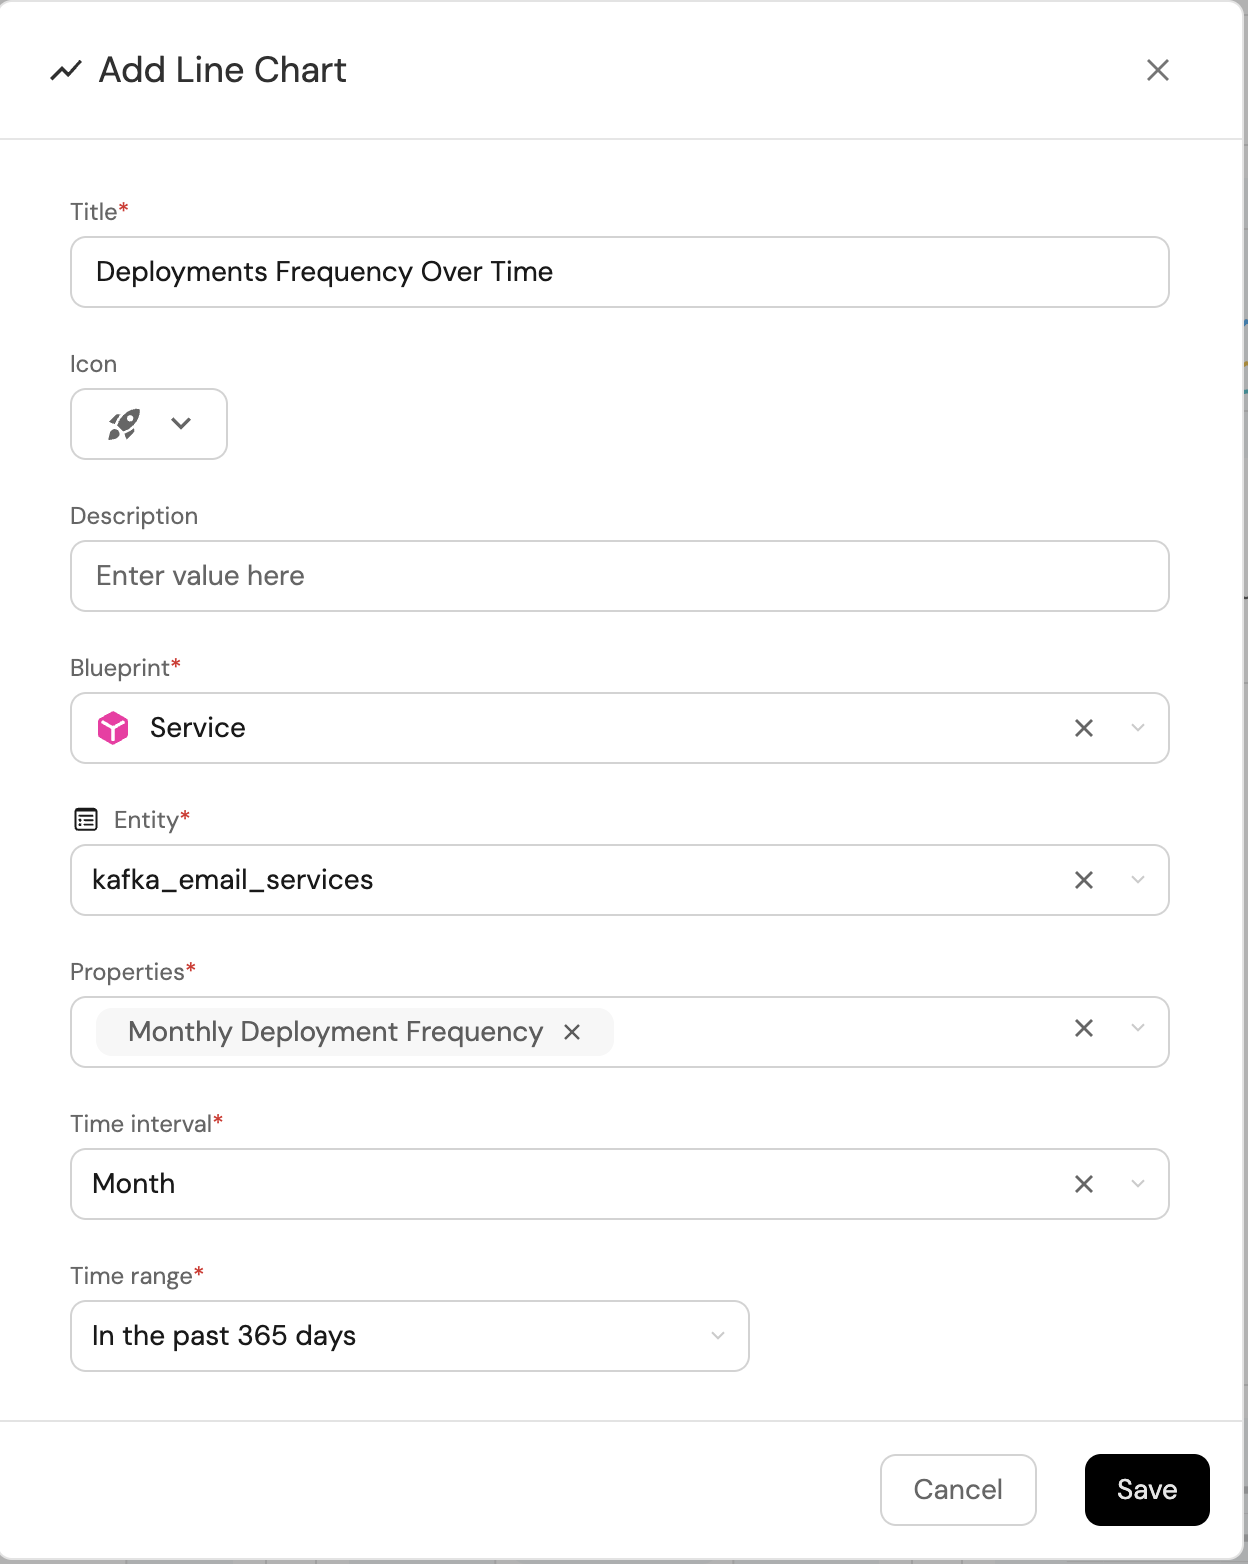 Add Line Chart
Title*
Deployments Frequency Over Time
Icon
Description
Enter value here
Blueprint*
Service
Entity*
kafka_email_services
Properties*
Monthly Deployment Frequency
Time interval*
Month
Time range*
In the past 365 days
Cancel
Save